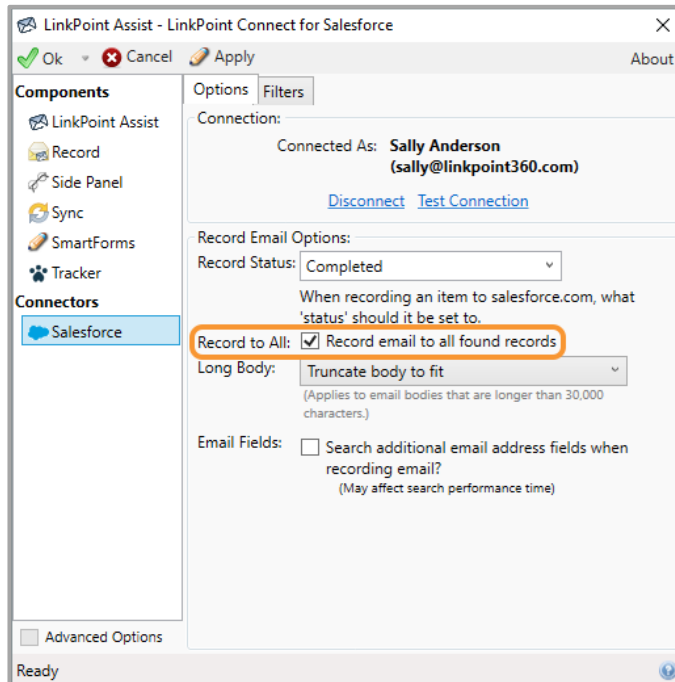 LinkPoint Assist - LinkPoint Connect for Salesforce
Ok Cancel Apply About
Components
LinkPoint Assist
Record
Side Panel
Sync
SmartForms
Tracker
Connectors
Salesforce
Advanced Options
Options Filters
Connection:
Connected As: Sally Anderson
(sally@linkpoint360.com)
Disconnect Test Connection
Record Email Options:
Record Status: Completed
When recording an item to salesforce.com, what
'status' should it be set to.
Record to All: Record email to all found records
Long Body: Truncate body to fit
(Applies to email bodies that are longer than 30,000
characters.)
Email Fields: Search additional email address fields when
recording email?
(May affect search performance time)
Ready